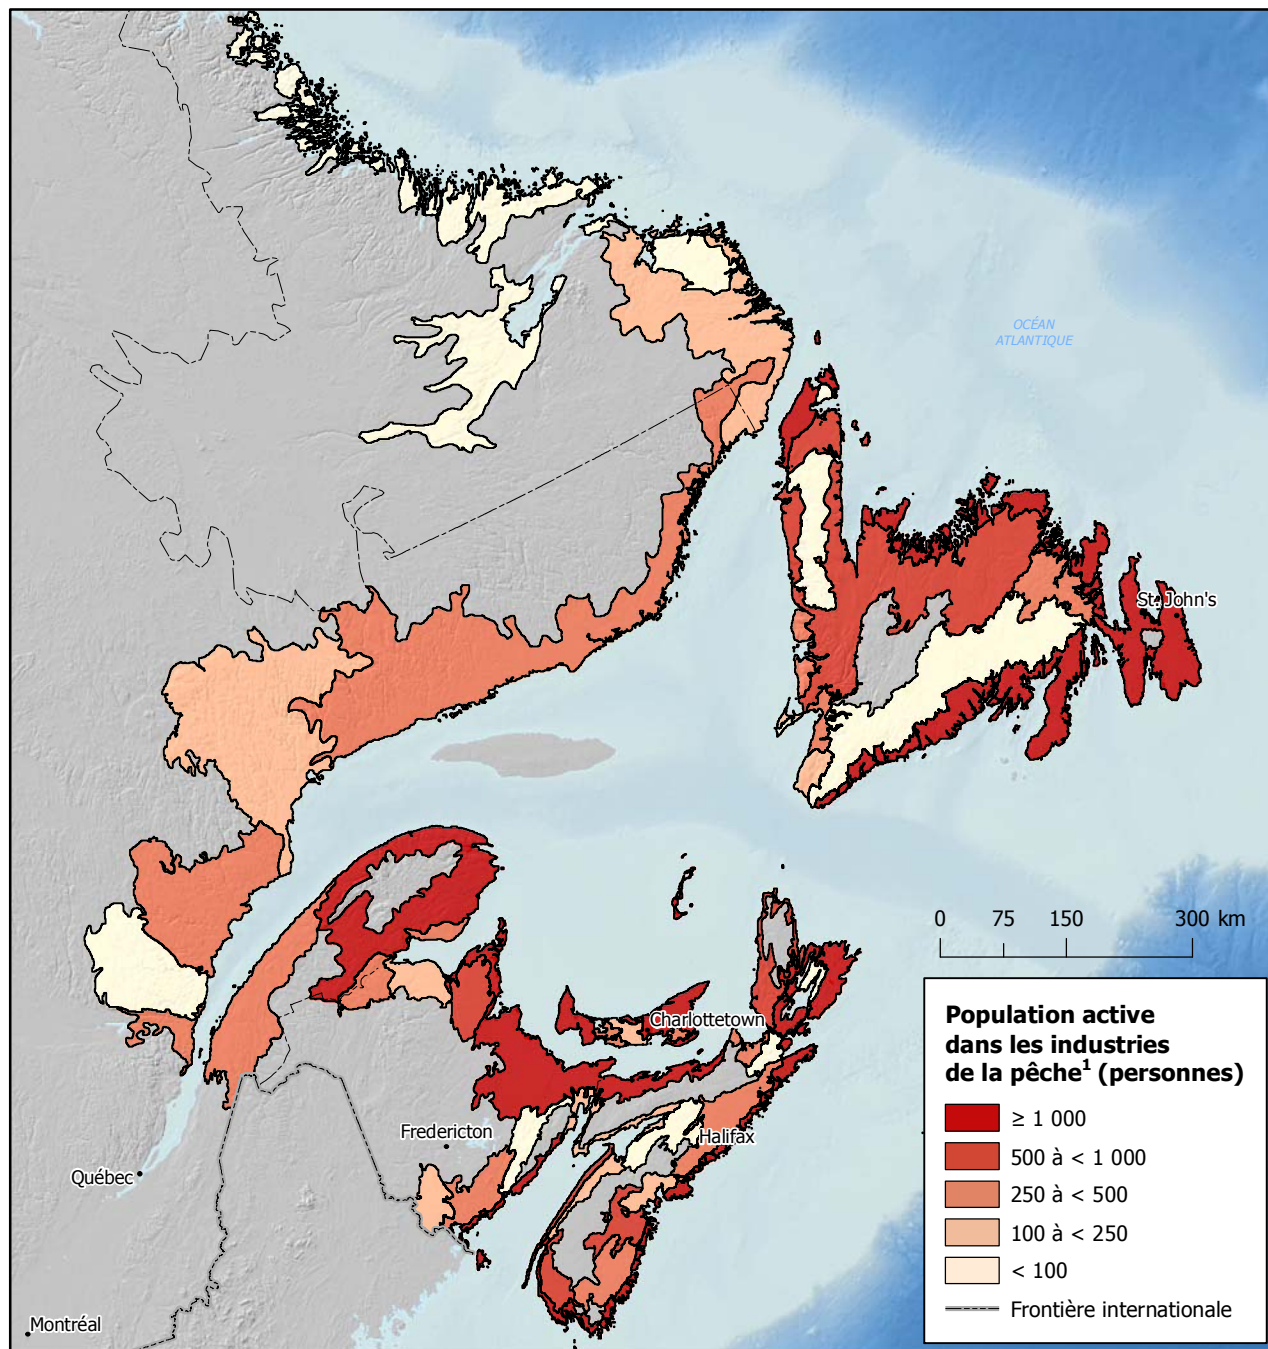 OCÉAN
ATLANTIQUE
St. John's
0 75 150 300 km
Charlottetown
Fredericton
Halifax
Québec
Montréal
Population active
dans les industries
de la pêche¹ (personnes)
≥ 1 000
500 à < 1 000
250 à < 500
100 à < 250
< 100
Frontière internationale